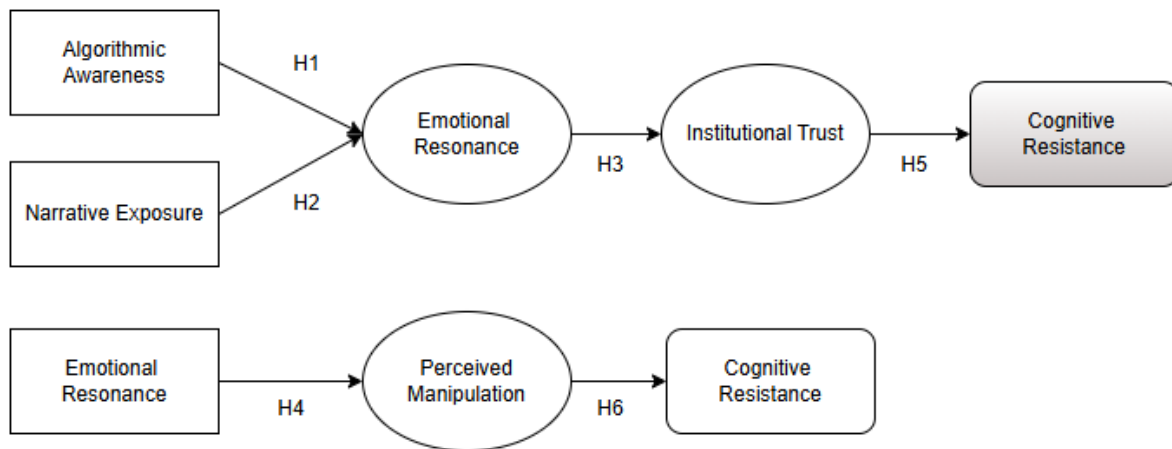 Algorithmic
Awareness
H1
Narrative Exposure
H2
Emotional
Resonance
H3
Institutional Trust
H5
Cognitive
Resistance
Emotional
Resonance
H4
Perceived
Manipulation
H6
Cognitive
Resistance